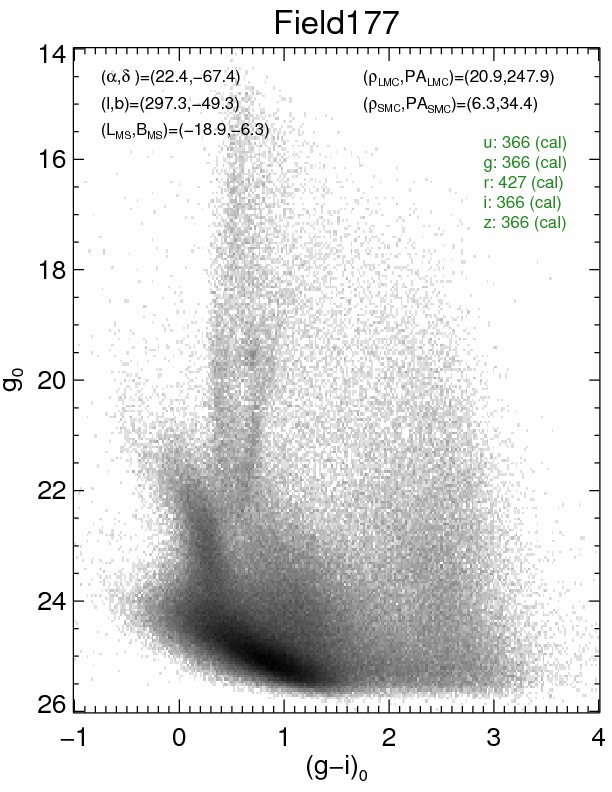 Field177
(α,δ )=(22.4,−67.4)
(ρLMC,PALMC)=(20.9,247.9)
(l,b)=(297.3,−49.3)
(ρSMC,PASMC)=(6.3,34.4)
(LMS,BMS)=(−18.9,−6.3)
u: 366 (cal)
g: 366 (cal)
r: 427 (cal)
i: 366 (cal)
z: 366 (cal)
14
16
18
20
22
24
26
g0
−1 0 1 2 3 4
(g−i)0